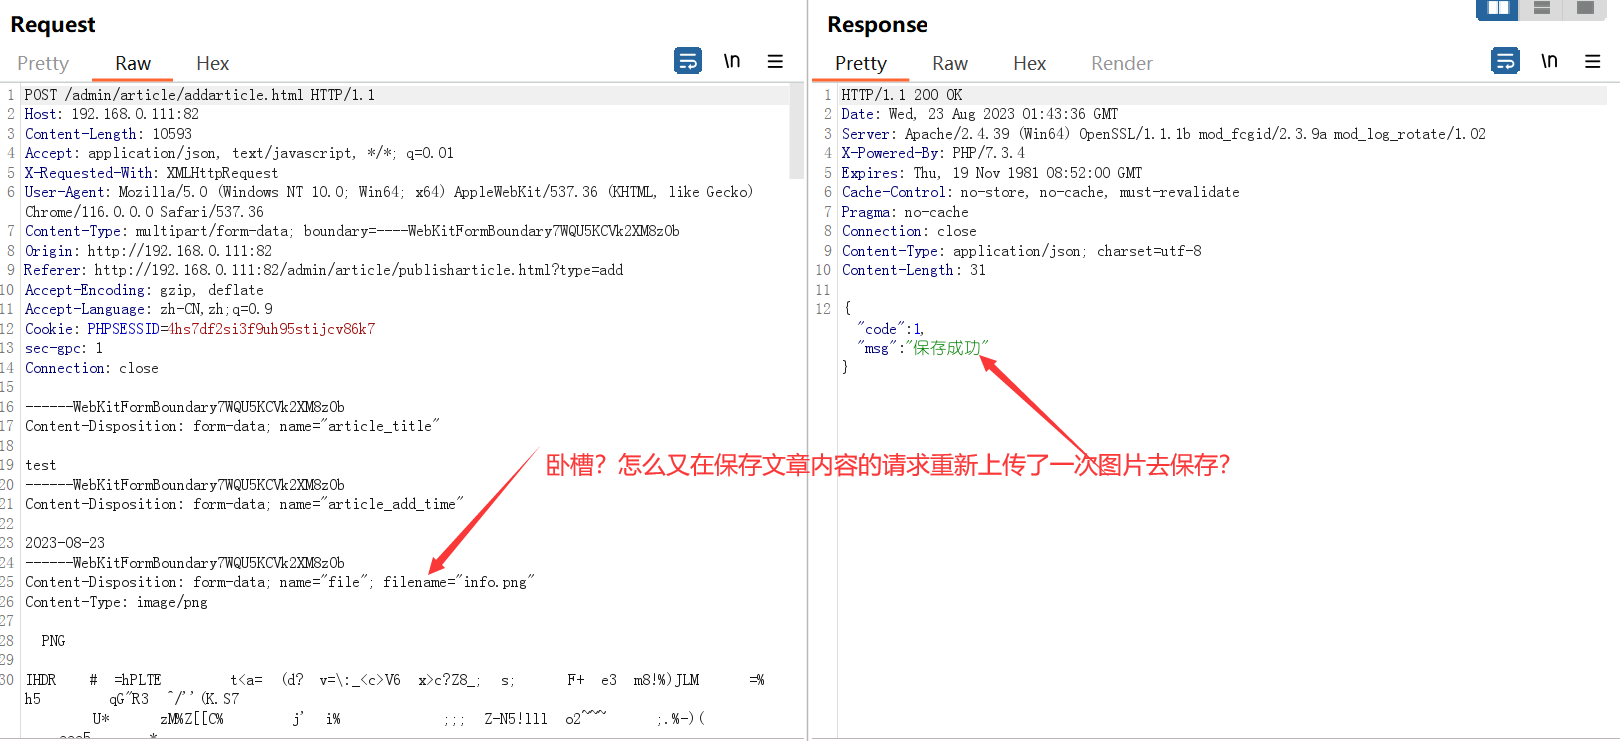 Request
Pretty Raw Hex \n
1 POST /admin/article/addarticle.html HTTP/1.1
2 Host: 192.168.0.111:82
3 Content-Length: 10593
4 Accept: application/json, text/javascript, */*; q=0.01
5 X-Requested-With: XMLHttpRequest
6 User-Agent: Mozilla/5.0 (Windows NT 10.0; Win64; x64) AppleWebKit/537.36 (KHTML, like Gecko)
Chrome/116.0.0.0 Safari/537.36
7 Content-Type: multipart/form-data; boundary=----WebKitFormBoundary7WQU5KCVk2XM8zOb
8 Origin: http://192.168.0.111:82
9 Referer: http://192.168.0.111:82/admin/article/publisharticle.html?type=add
10 Accept-Encoding: gzip, deflate
11 Accept-Language: zh-CN,zh;q=0.9
12 Cookie: PHPSESSID=4hs7df2si3f9uh95stijcv86k7
13 sec-gpc: 1
14 Connection: close
15
16 ------WebKitFormBoundary7WQU5KCVk2XM8zOb
17 Content-Disposition: form-data; name="article_title"
18
19 test
20 ------WebKitFormBoundary7WQU5KCVk2XM8zOb
21 Content-Disposition: form-data; name="article_add_time"
22
23 2023-08-23
24 ------WebKitFormBoundary7WQU5KCVk2XM8zOb
25 Content-Disposition: form-data; name="file"; filename="info.png"
26 Content-Type: image/png
27
28 PNG
29
30 IHDR # =hPLTE t<a= (d? v=\:_<c>V6 x>c?Z8_; s; F+ e3 m8!%)JLM =%
h5 qG"R3 ^/''(K.S7
U* zM%Z[[C% j' i% ;;; Z-N5!lll o2~~~ ;.%-)(
Response
Pretty Raw Hex Render \n
1 HTTP/1.1 200 OK
2 Date: Wed, 23 Aug 2023 01:43:36 GMT
3 Server: Apache/2.4.39 (Win64) OpenSSL/1.1.1b mod_fcgid/2.3.9a mod_log_rotate/1.02
4 X-Powered-By: PHP/7.3.4
5 Expires: Thu, 19 Nov 1981 08:52:00 GMT
6 Cache-Control: no-store, no-cache, must-revalidate
7 Pragma: no-cache
8 Connection: close
9 Content-Type: application/json; charset=utf-8
10 Content-Length: 31
11
12 {
"code":1,
"msg":"保存成功"
}
卧槽？怎么又在保存文章内容的请求重新上传了一次图片去保存？